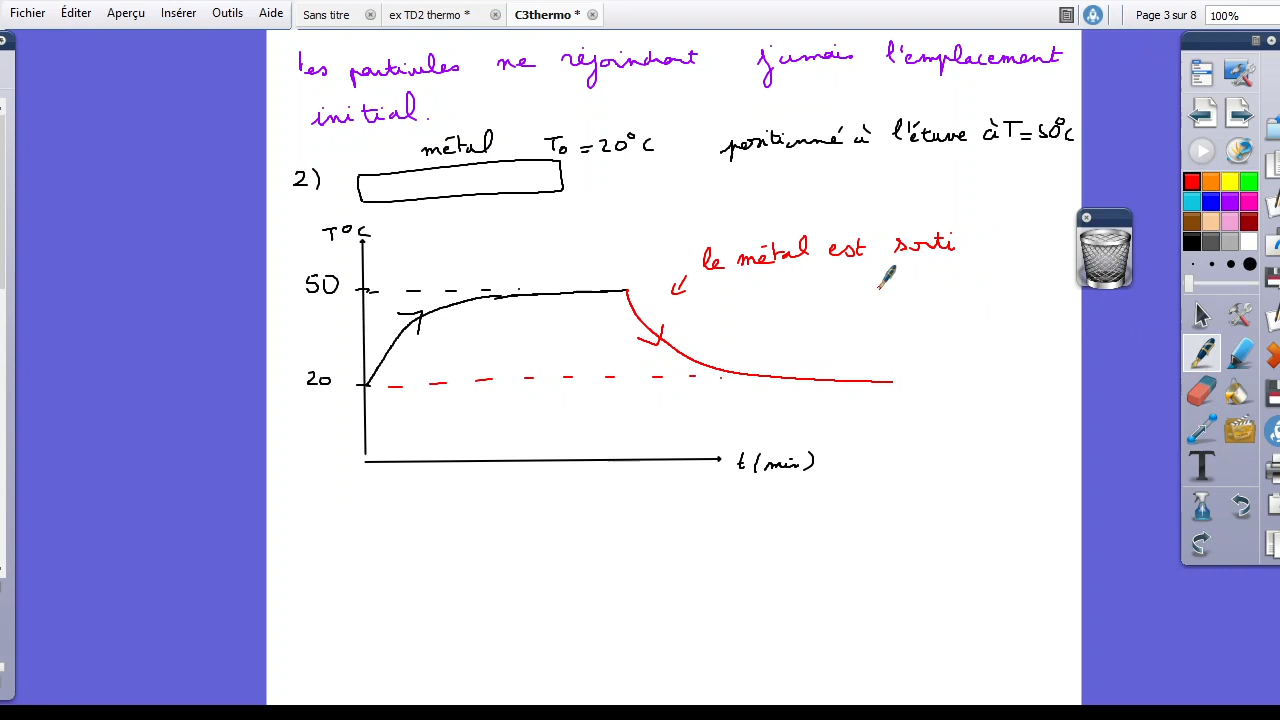 Fichier Éditer Aperçu Insérer Outils Aide
Sans titre
ex TD2 thermo *
C3thermo *
Page 3 sur 8
100%
les particules ne rejoindront jamais l'emplacement
initial.
métal T0 = 20°C positionné à l'étuve à T = 50°C
2)
T°C
50
le métal est sorti
20
t (min)
T